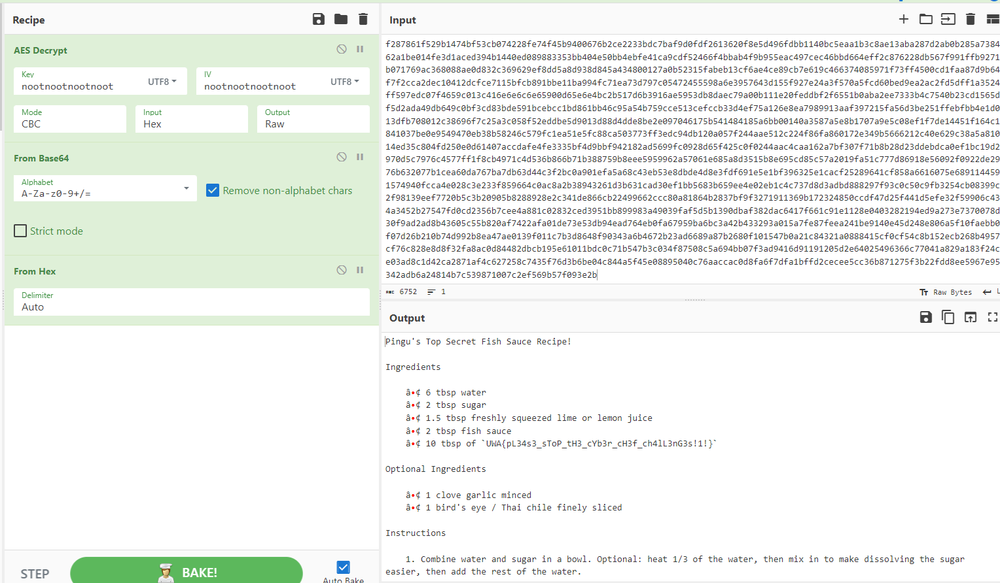 Recipe
AES Decrypt
Key
nootnootnootnoot
UTF8
IV
nootnootnootnoot
UTF8
Mode
CBC
Input
Hex
Output
Raw
From Base64
Alphabet
A-Za-z0-9+/=
Remove non-alphabet chars
Strict mode
From Hex
Delimiter
Auto
STEP
BAKE!
Auto Bake
Input
f287861f529b1474bf53cb074228fe74f45b9400676b2ce2233bdc7baf9d0fdf2613620f8e5d496fdbb1140bc5eaa1b3c8ae13aba287d2ab0b285a7384
62a1be014fe3d1aced394b1440ed089883353bb404e50bb4ebfe41ca9cdf52466f4bbab4f9b955eac497cec46bbd664eff2c876228db567f991ffb9271
b071769ac368088ae0d832c369629ef8dd5a8d938d845a434800127a0b52315fabeb13cf6ae4ce89cb7e619c466374085971f73ff4500cd1faa87d9b64
f7f2cca2dec10412dcfce7115bfcb891bbe11ba994fc71ea73d797c05472455598a6e3957643d155f927e24a3f570a5fcd60bed9ea2ac2fd5dff1a3524
ff597edc07f4659c013c416e6e6c6e65900d65e6e4bc2b517d6b3916ae5953db8daec79a00b111e20feddbf2f6551b0aba2ee7333b4c7540b23cd1565d
f5d2ada49db649c0bf3cd83bde591bcebcc1bd861bb46c95a54b759cce513cefccb33d4ef75a126e8ea7989913aaf397215fa56d3be251ffebfbb4e1d0
13dfb708012c38696f7c25a3c058f52eddbe5d9013d88d4dde8be2e097046175b541484185a6bb00140a3587a5e8b1707a9e5c08ef1f7de14451f164c1
841037be0e9549470eb38b58246c579fc1ea51e5fc88ca503773ff3edc94db120a057f244aae512c224f86fa860172e349b5666212c40e629c38a5a810
14ed35c804fd250e0d61407accdafe4fe3335bf4d9bbf942182ad5699fc0928d65f425c0f0244aac4caa162a7bf307f71b8b28d23ddebdca0ef1bc19d2
970d5c7976c4577ff1f8cb4971c4d536b866b71b388759b8eee5959962a57061e685a8d3515b8e695cd85c57a2019fa51c777d86918e56092f0922de29
76b632077b1cea60da767ba7db63d44c3f2bc0a901efa5a68c43eb53e8dbde4d8e3fdf691e5e1bf396325e1cacf25289641cf858a6616075e689114459
1574940fcca4e028c3e233f859664c0ac8a2b38943261d3b631cad30ef1bb5683b659ee4e02eb1c4c737d8d3adbd888297f93c0c50c9fb3254cb08399c
2f98139eef7720b5c3b20905b8288928e2c341de866cb22499662ccc80a81864b2837bf9f3271911369b172324850ccdf47d25f441d5efe32f59906c43
4a3452b27547fd0cd2356b7cee4a881c02832ced3951bb899983a49039faf5d5b1390dbaf382dac6417f661c91e1128e0403282194ed9a273e7370078d
30f9ad2ad8b43605c55b820af7422afa01de73e53db94ead764eb0fa67959ba6bc3a42b433293a015a7fe87feea241be9140e45d248e806a5f10faebb0
f07d26b210b74d992b8ea47ae0139f011c7b3d8648f90343a6b4672b23ad6689a87b2680f101547b0a21c84321a0888415cf0cf54c8b152ecb268b4957
cf76c828e8d8f32fa8ac0d84482dbcb195e61011bdc0c71b547b3c034f87508c5a694bb07f3ad9416d91191205d2e64025496366c77041a829a183f24c
e03ad8c1d42ca2871af4c627258c7435f76d3b6be04c844a5f45e08895040c76aaccac0d8fa6f7dfa1bffd2cecee5cc36b871275f3b22fdd8ee5967e95
342adb6a24814b7c539871007c2ef569b57f093e2b
6752 1
Raw Bytes
Output
Pingu's Top Secret Fish Sauce Recipe!
Ingredients
â•¢ 6 tbsp water
â•¢ 2 tbsp sugar
â•¢ 1.5 tbsp freshly squeezed lime or lemon juice
â•¢ 2 tbsp fish sauce
â•¢ 10 tbsp of `UWA{pL34s3_sToP_tH3_cYb3r_cH3f_ch4lL3nG3s!1!}`
Optional Ingredients
â•¢ 1 clove garlic minced
â•¢ 1 bird's eye / Thai chile finely sliced
Instructions
1. Combine water and sugar in a bowl. Optional: heat 1/3 of the water, then mix in to make dissolving the sugar
easier, then add the rest of the water.